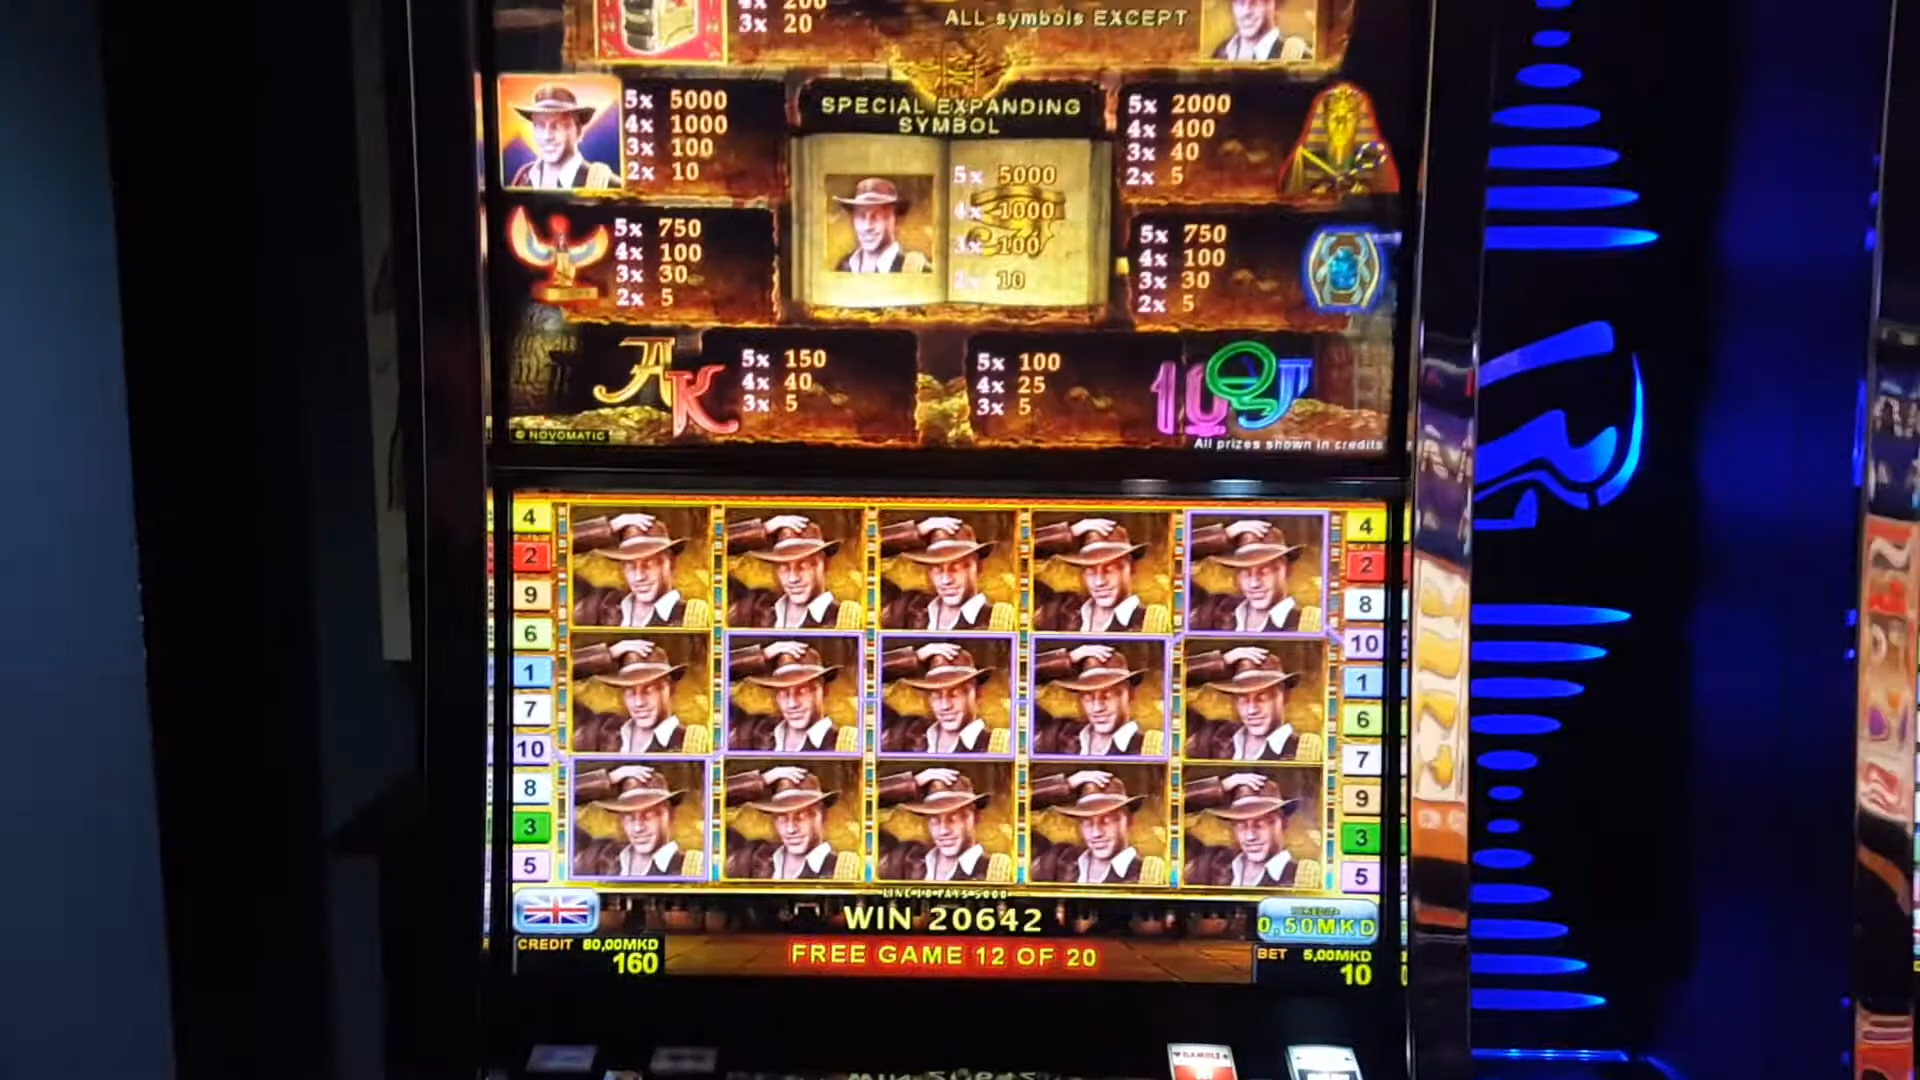 4x 200
3x 20
ALL symbols EXCEPT
5x 5000
4x 1000
3x 100
2x 10
SPECIAL EXPANDING
SYMBOL
5x 5000
4x 1000
3x 100
2x 10
5x 2000
4x 400
3x 40
2x 5
5x 750
4x 100
3x 30
2x 5
5x 750
4x 100
3x 30
2x 5
A K
5x 150
4x 40
3x 5
5x 100
4x 25
3x 5
10 Q J
© NOVOMATIC
All prizes shown in credits
4
2
9
6
1
7
10
8
3
5
4
2
8
10
1
6
7
9
3
5
LINE 10 PAYS 5000
WIN 20642
FREE GAME 12 OF 20
CREDIT 80,00MKD
160
0,50MKD
BET 5,00MKD
10
GAMBLE